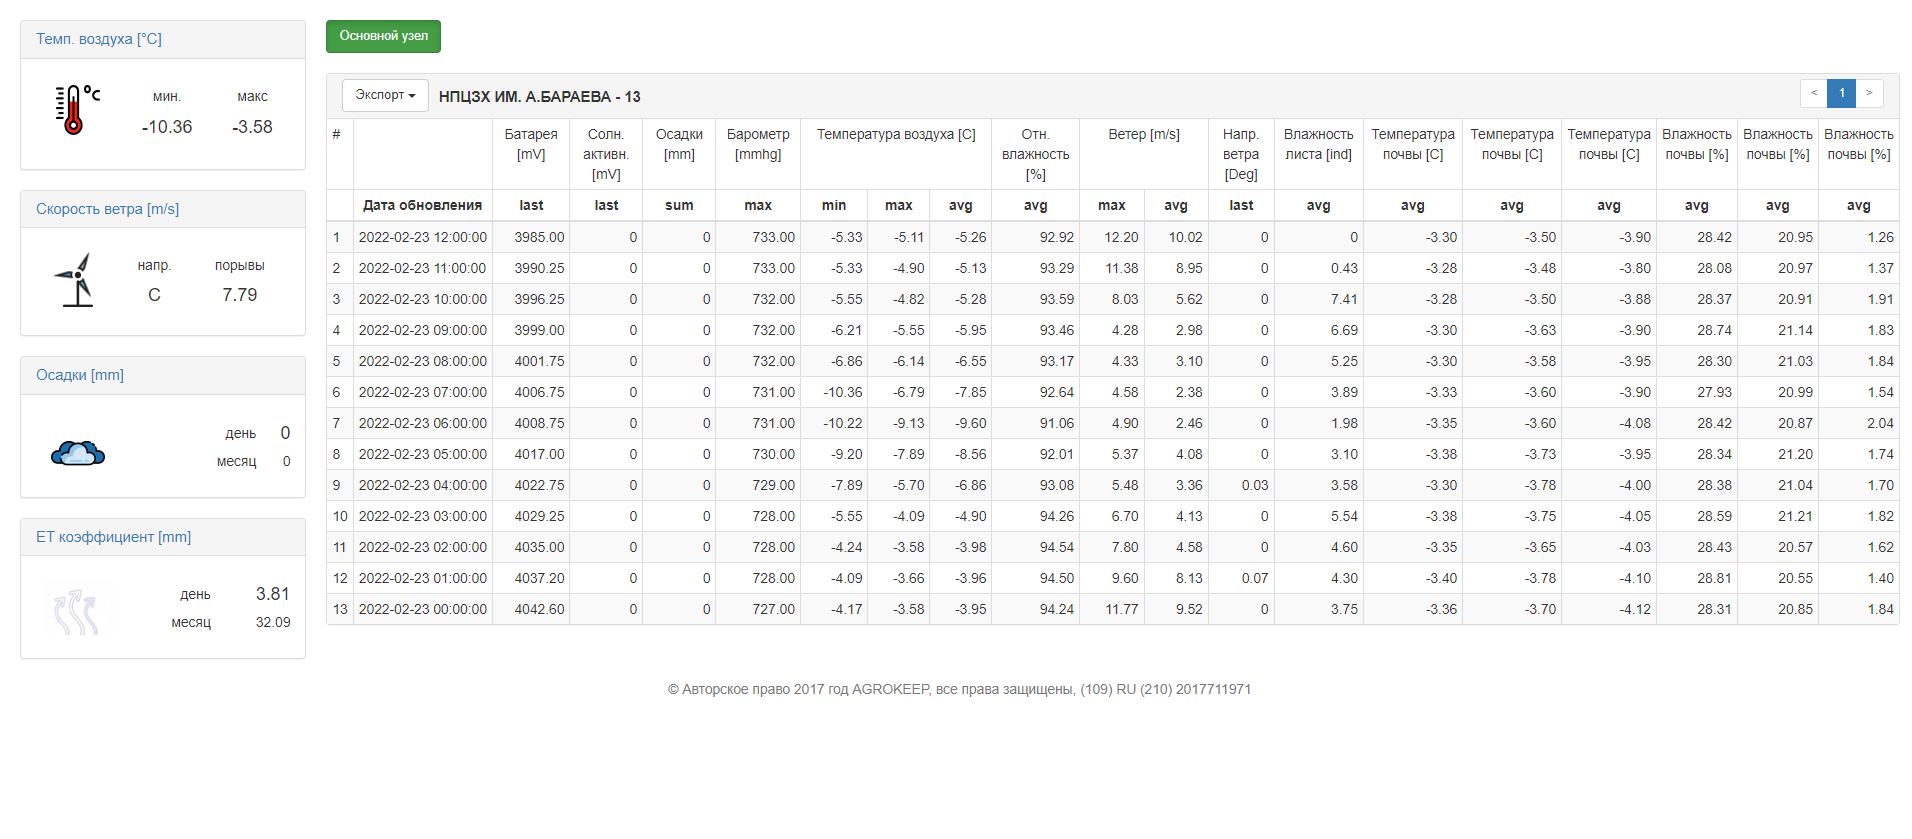 Темп. воздуха [°C]
°C
мин. макс
-10.36 -3.58
Скорость ветра [m/s]
напр. порывы
С 7.79
Осадки [mm]
день 0
месяц 0
ET коэффициент [mm]
день 3.81
месяц 32.09
Основной узел
Экспорт НПЦЗХ ИМ. А.БАРАЕВА - 13 < 1 >
# Батарея [mV] Солн. активн. [mV] Осадки [mm] Барометр [mmhg] Температура воздуха [C] Отн. влажность [%] Ветер [m/s] Напр. ветра [Deg] Влажность листа [ind] Температура почвы [C] Температура почвы [C] Температура почвы [C] Влажность почвы [%] Влажность почвы [%] Влажность почвы [%]
Дата обновления last last sum max min max avg avg max avg last avg avg avg avg avg avg avg
1 2022-02-23 12:00:00 3985.00 0 0 733.00 -5.33 -5.11 -5.26 92.92 12.20 10.02 0 0 -3.30 -3.50 -3.90 28.42 20.95 1.26
2 2022-02-23 11:00:00 3990.25 0 0 733.00 -5.33 -4.90 -5.13 93.29 11.38 8.95 0 0.43 -3.28 -3.48 -3.80 28.08 20.97 1.37
3 2022-02-23 10:00:00 3996.25 0 0 732.00 -5.55 -4.82 -5.28 93.59 8.03 5.62 0 7.41 -3.28 -3.50 -3.88 28.37 20.91 1.91
4 2022-02-23 09:00:00 3999.00 0 0 732.00 -6.21 -5.55 -5.95 93.46 4.28 2.98 0 6.69 -3.30 -3.63 -3.90 28.74 21.14 1.83
5 2022-02-23 08:00:00 4001.75 0 0 732.00 -6.86 -6.14 -6.55 93.17 4.33 3.10 0 5.25 -3.30 -3.58 -3.95 28.30 21.03 1.84
6 2022-02-23 07:00:00 4006.75 0 0 731.00 -10.36 -6.79 -7.85 92.64 4.58 2.38 0 3.89 -3.33 -3.60 -3.90 27.93 20.99 1.54
7 2022-02-23 06:00:00 4008.75 0 0 731.00 -10.22 -9.13 -9.60 91.06 4.90 2.46 0 1.98 -3.35 -3.60 -4.08 28.42 20.87 2.04
8 2022-02-23 05:00:00 4017.00 0 0 730.00 -9.20 -7.89 -8.56 92.01 5.37 4.08 0 3.10 -3.38 -3.73 -3.95 28.34 21.20 1.74
9 2022-02-23 04:00:00 4022.75 0 0 729.00 -7.89 -5.70 -6.86 93.08 5.48 3.36 0.03 3.58 -3.30 -3.78 -4.00 28.38 21.04 1.70
10 2022-02-23 03:00:00 4029.25 0 0 728.00 -5.55 -4.09 -4.90 94.26 6.70 4.13 0 5.54 -3.38 -3.75 -4.05 28.59 21.21 1.82
11 2022-02-23 02:00:00 4035.00 0 0 728.00 -4.24 -3.58 -3.98 94.54 7.80 4.58 0 4.60 -3.35 -3.65 -4.03 28.43 20.57 1.62
12 2022-02-23 01:00:00 4037.20 0 0 728.00 -4.09 -3.66 -3.96 94.50 9.60 8.13 0.07 4.30 -3.40 -3.78 -4.10 28.81 20.55 1.40
13 2022-02-23 00:00:00 4042.60 0 0 727.00 -4.17 -3.58 -3.95 94.24 11.77 9.52 0 3.75 -3.36 -3.70 -4.12 28.31 20.85 1.84
© Авторское право 2017 год AGROKEEP, все права защищены, (109) RU (210) 2017711971